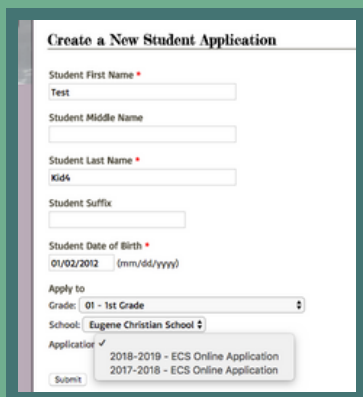 Create a New Student Application
Student First Name *
Test
Student Middle Name
Student Last Name *
Kid4
Student Suffix
Student Date of Birth *
01/02/2012 (mm/dd/yyyy)
Apply to
Grade: 01 - 1st Grade
School: Eugene Christian School
Application ✓
2018-2019 - ECS Online Application
2017-2018 - ECS Online Application
Submit